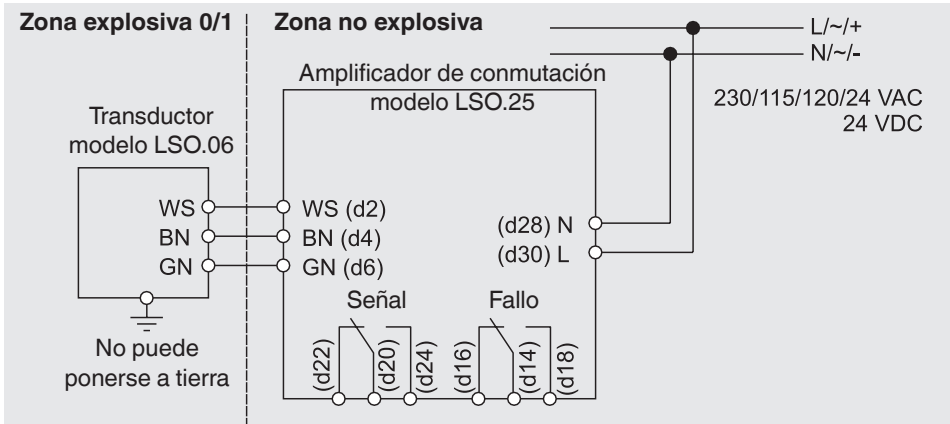 Zona explosiva 0/1
Zona no explosiva
L/~/+
N/~/-
230/115/120/24 VAC
24 VDC
Amplificador de conmutación
modelo LSO.25
Transductor
modelo LSO.06
WS
BN
GN
WS (d2)
BN (d4)
GN (d6)
(d28) N
(d30) L
No puede
ponerse a tierra
Señal
Fallo
(d22)
(d20)
(d24)
(d16)
(d14)
(d18)